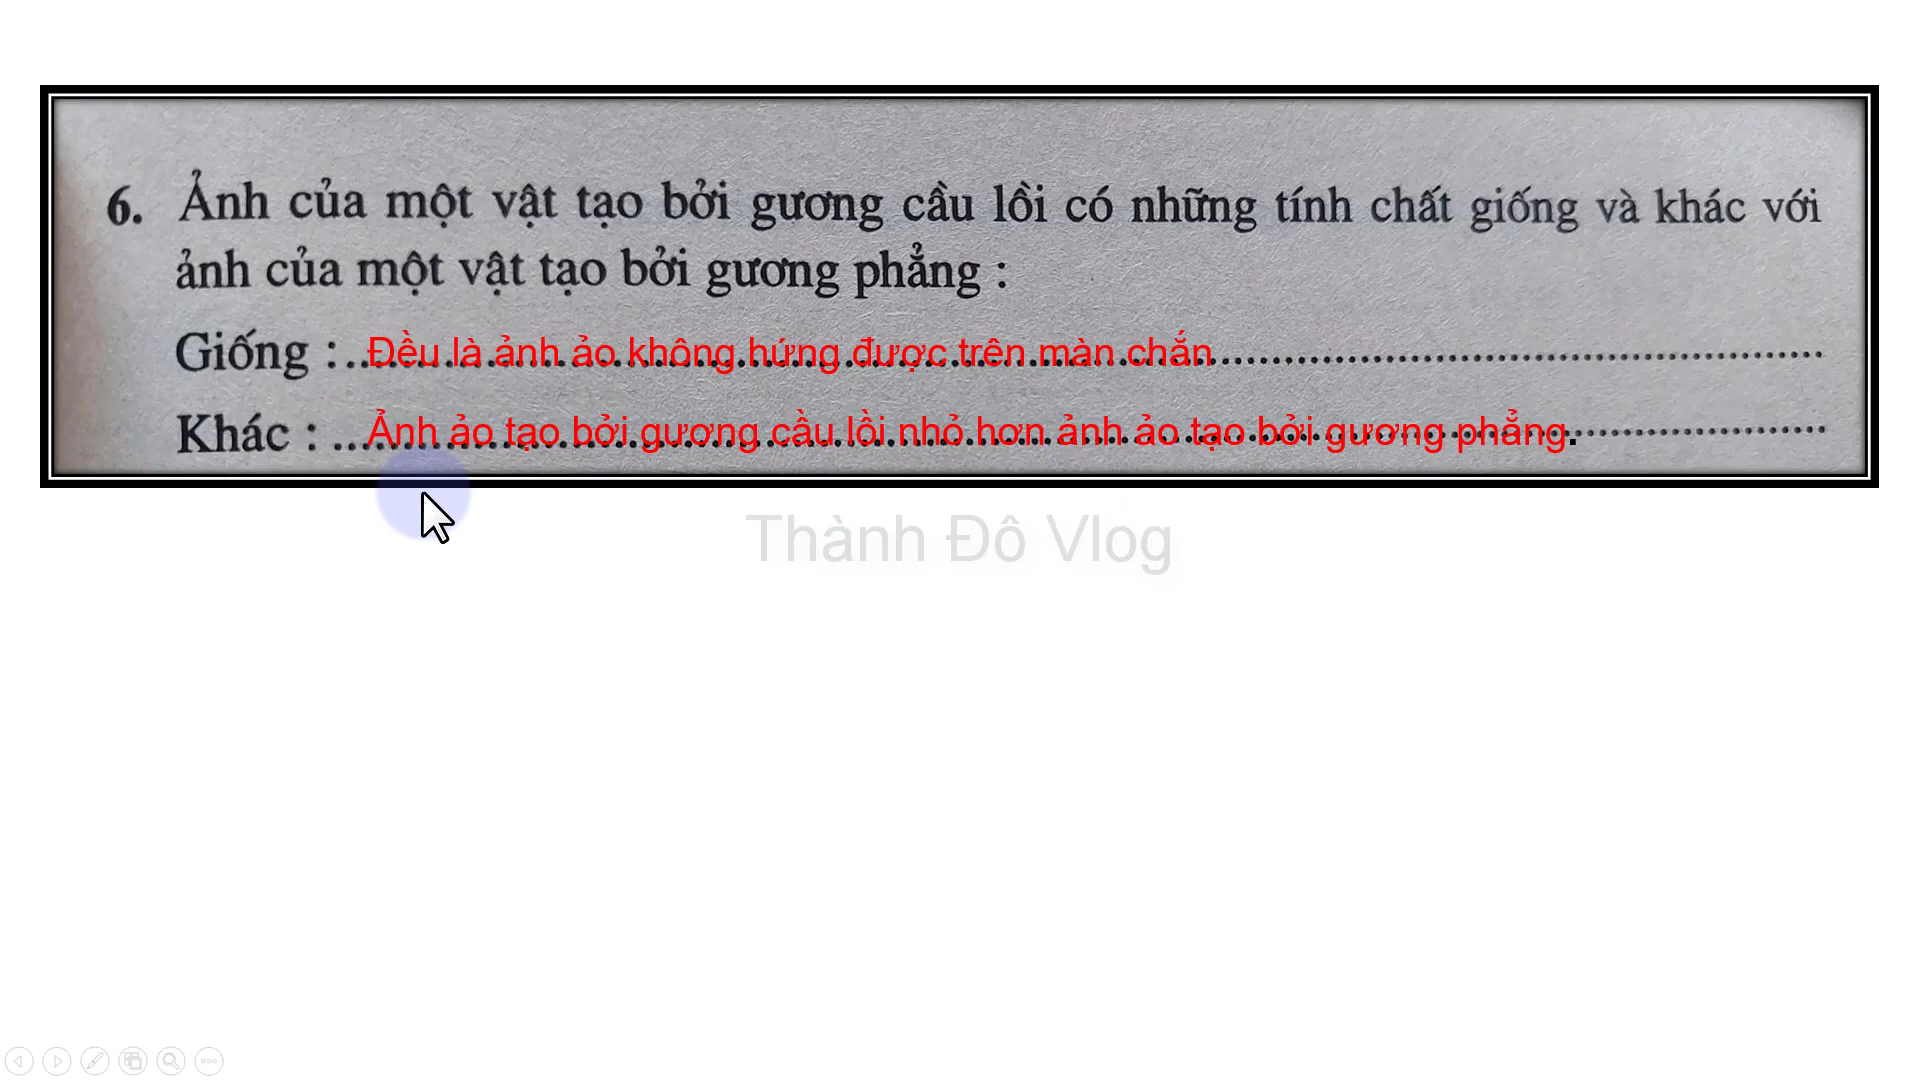 6. Ảnh của một vật tạo bởi gương cầu lồi có những tính chất giống và khác với
ảnh của một vật tạo bởi gương phẳng :
Giống : Đều là ảnh ảo không hứng được trên màn chắn
Khác : Ảnh ảo tạo bởi gương cầu lồi nhỏ hơn ảnh ảo tạo bởi gương phẳng.
Thành Đô Vlog